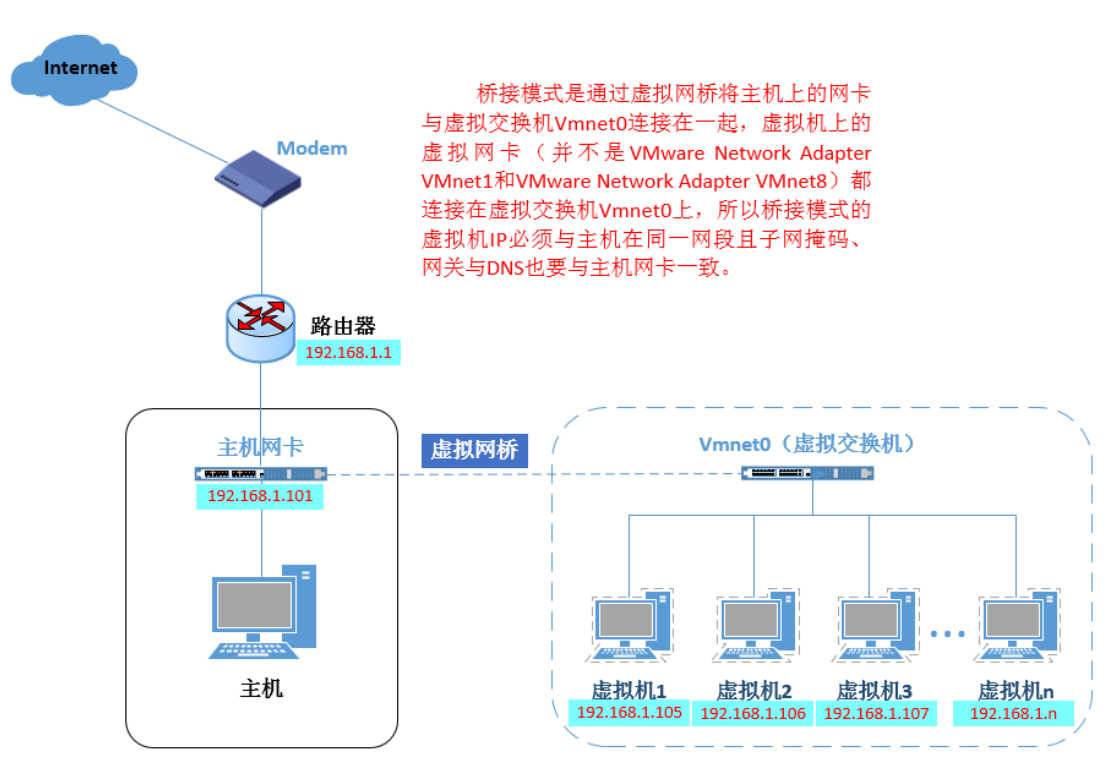 Internet
桥接模式是通过虚拟网桥将主机上的网卡
与虚拟交换机Vmnet0连接在一起，虚拟机上的
虚拟网卡（并不是VMware Network Adapter
VMnet1和VMware Network Adapter VMnet8）都
连接在虚拟交换机Vmnet0上，所以桥接模式的
虚拟机IP必须与主机在同一网段且子网掩码、
网关与DNS也要与主机网卡一致。
Modem
路由器
192.168.1.1
主机网卡
192.168.1.101
主机
虚拟网桥
Vmnet0（虚拟交换机）
虚拟机1
192.168.1.105
虚拟机2
192.168.1.106
虚拟机3
192.168.1.107
...
虚拟机n
192.168.1.n